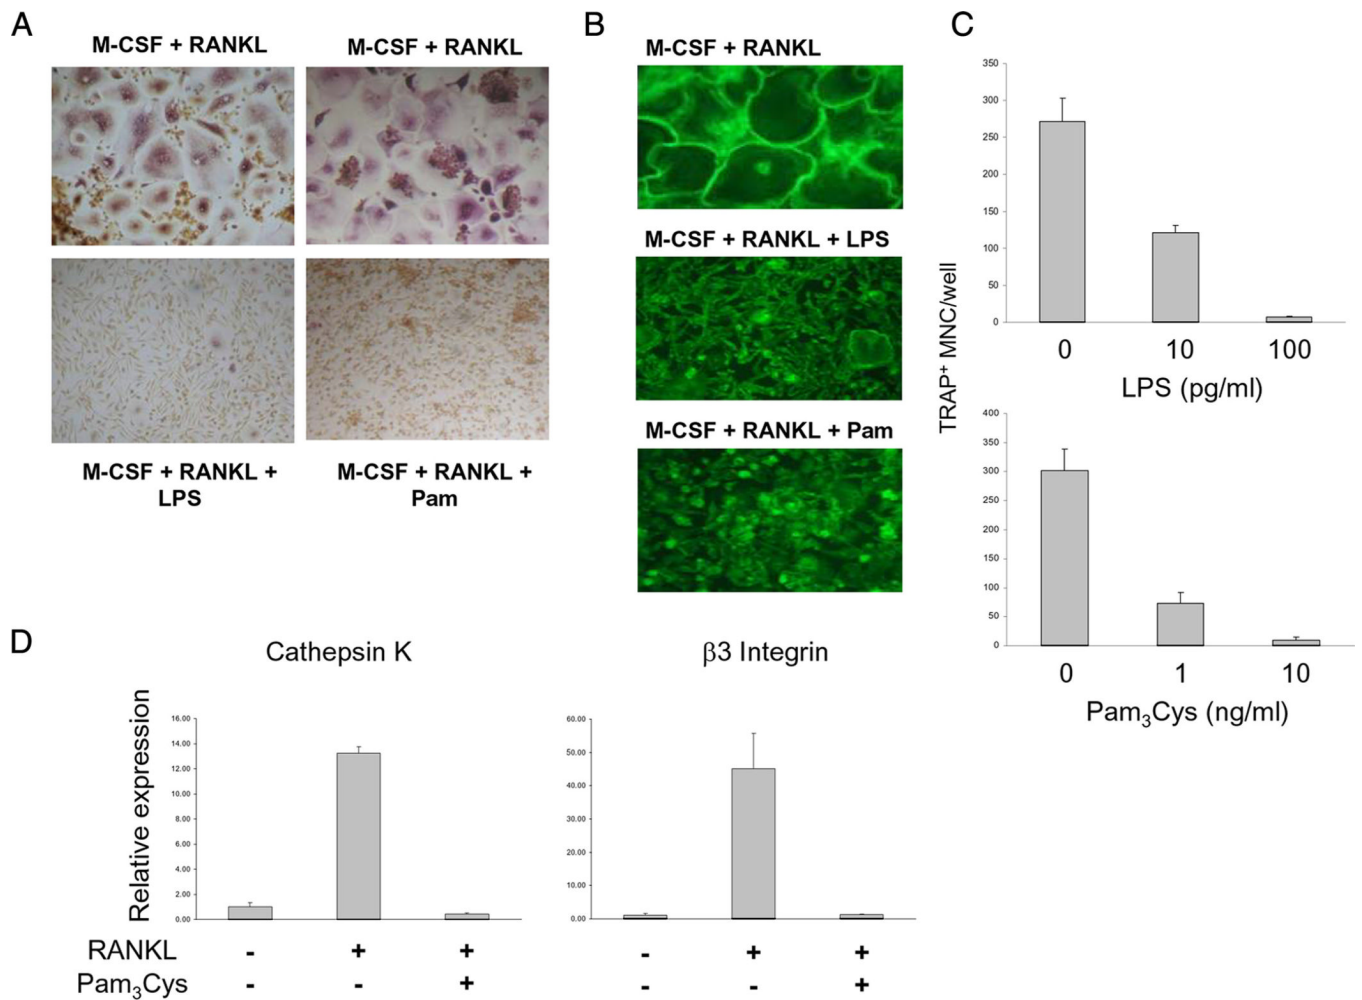 A
M-CSF + RANKL
M-CSF + RANKL
M-CSF + RANKL +
LPS
M-CSF + RANKL +
Pam
B
M-CSF + RANKL
M-CSF + RANKL + LPS
M-CSF + RANKL + Pam
C
TRAP⁺ MNC/well
350
300
250
200
150
100
50
0
0 10 100
LPS (pg/ml)
400
350
300
250
200
150
100
50
0
0 1 10
Pam₃Cys (ng/ml)
D
Cathepsin K
Relative expression
16.00
14.00
12.00
10.00
8.00
6.00
4.00
2.00
0.00
β3 Integrin
60.00
50.00
40.00
30.00
20.00
10.00
0.00
RANKL - + + - + +
Pam₃Cys - - + - - +